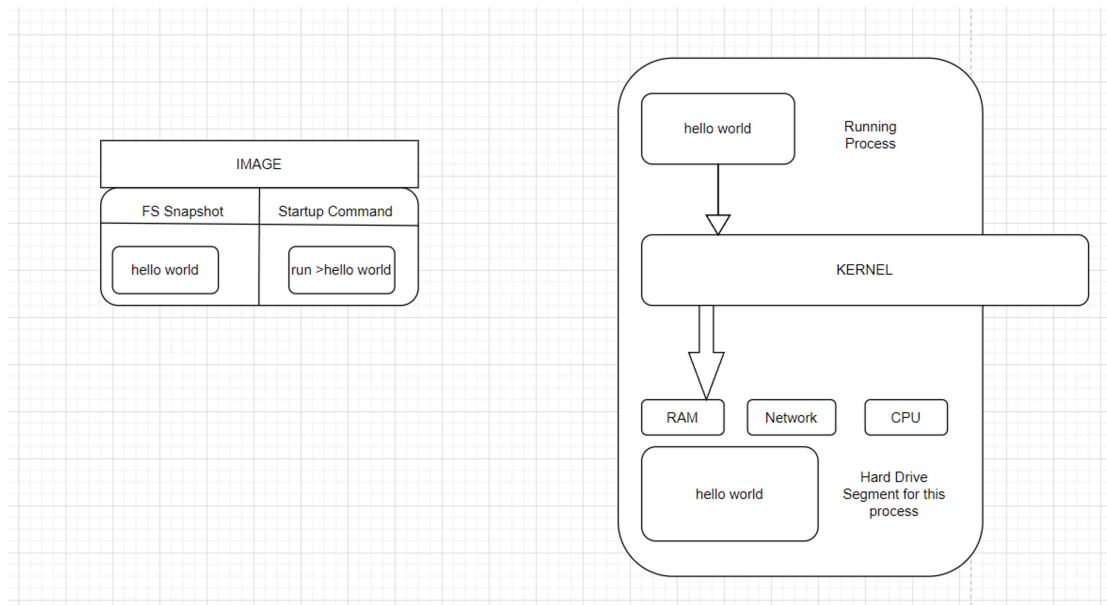 IMAGE
FS Snapshot
Startup Command
hello world
run >hello world
hello world
Running
Process
KERNEL
RAM
Network
CPU
hello world
Hard Drive
Segment for this
process